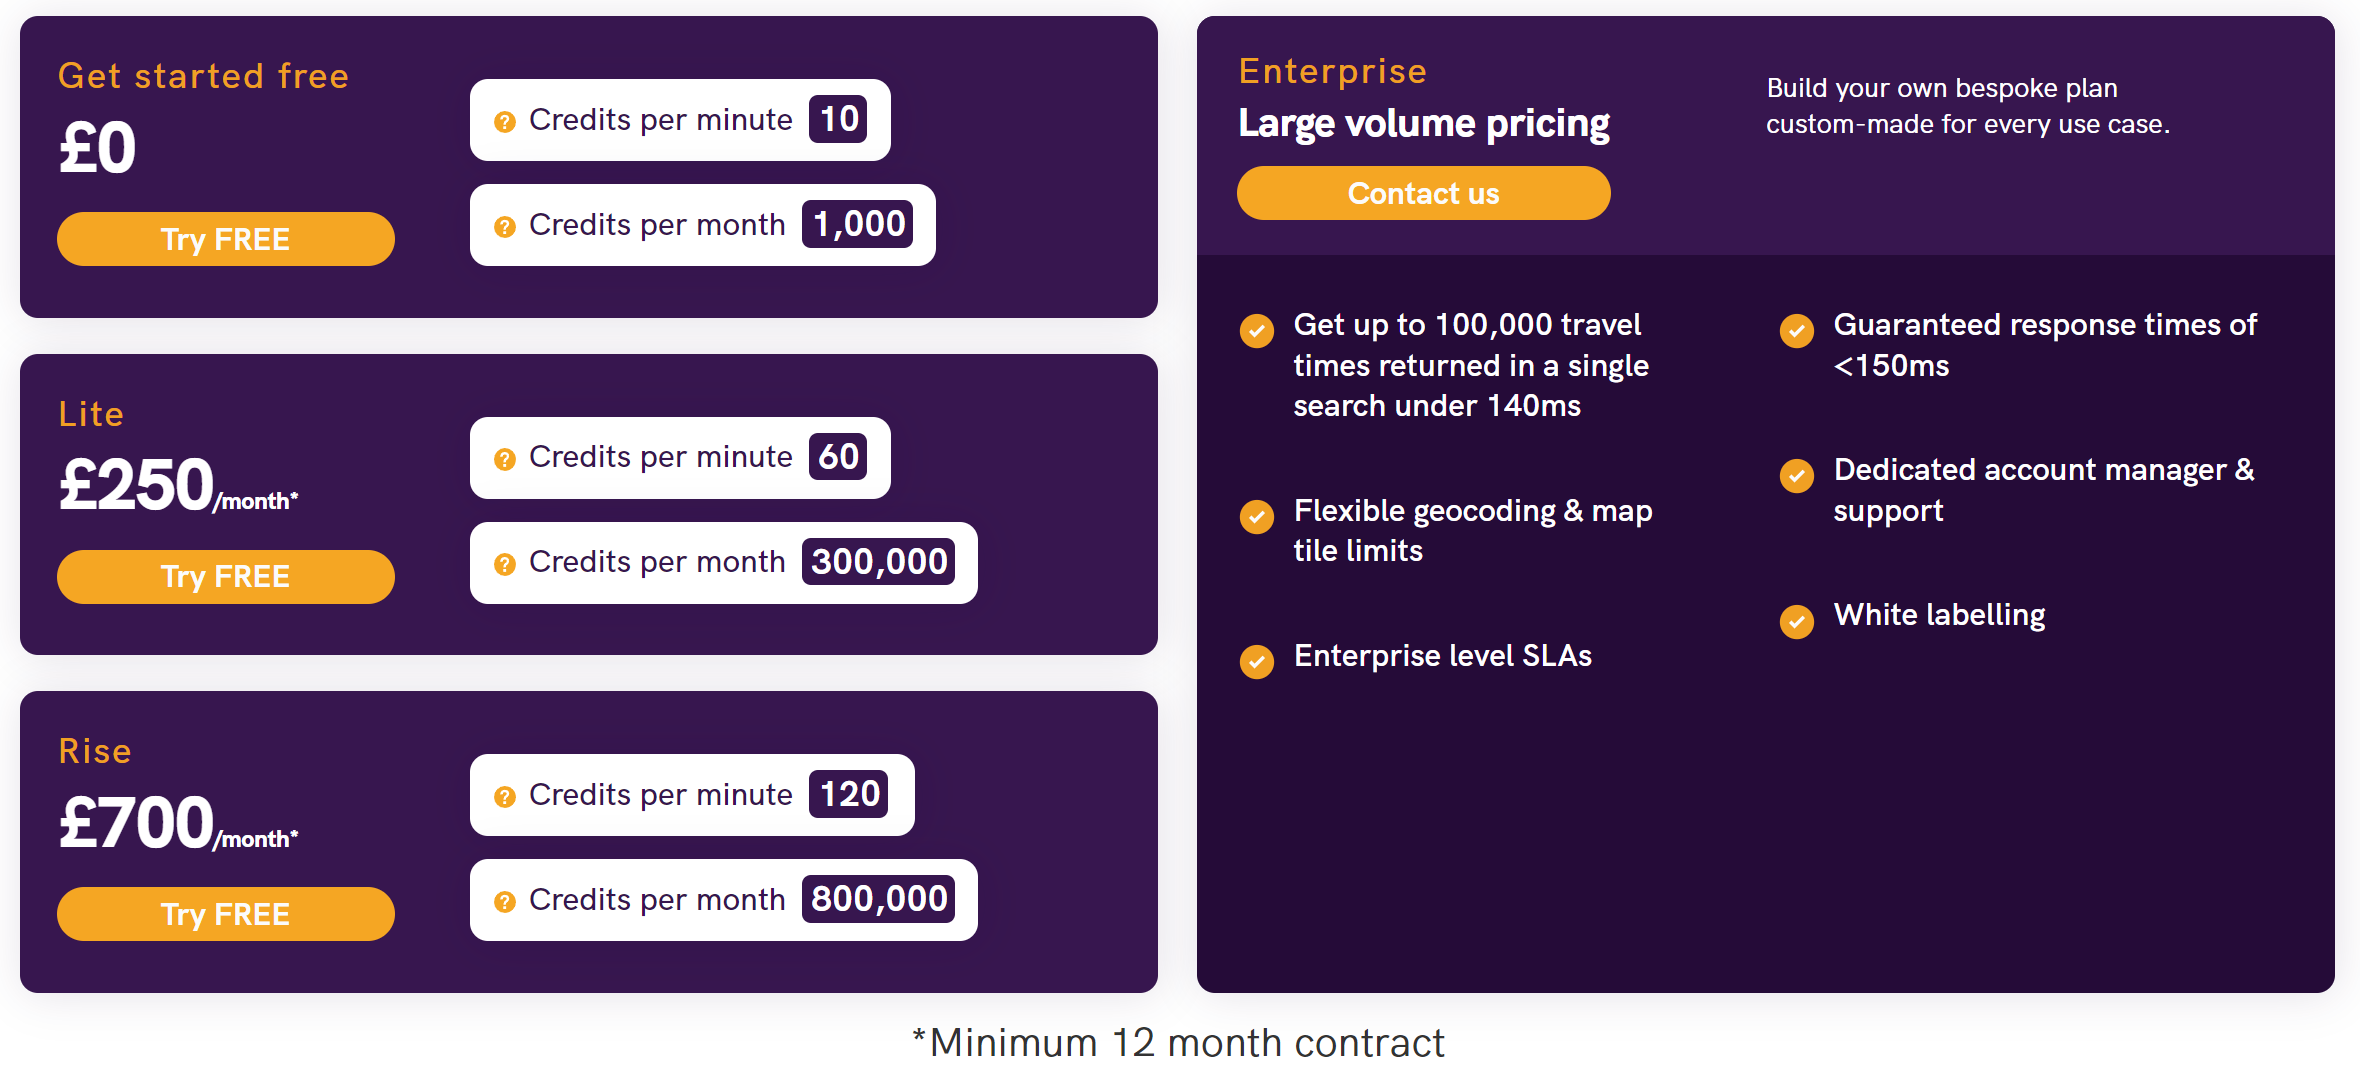 Get started free
£0
Try FREE
Credits per minute 10
Credits per month 1,000
Lite
£250/month*
Try FREE
Credits per minute 60
Credits per month 300,000
Rise
£700/month*
Try FREE
Credits per minute 120
Credits per month 800,000
Enterprise
Large volume pricing
Contact us
Build your own bespoke plan
custom-made for every use case.
Get up to 100,000 travel
times returned in a single
search under 140ms
Flexible geocoding & map
tile limits
Enterprise level SLAs
Guaranteed response times of
<150ms
Dedicated account manager &
support
White labelling
*Minimum 12 month contract